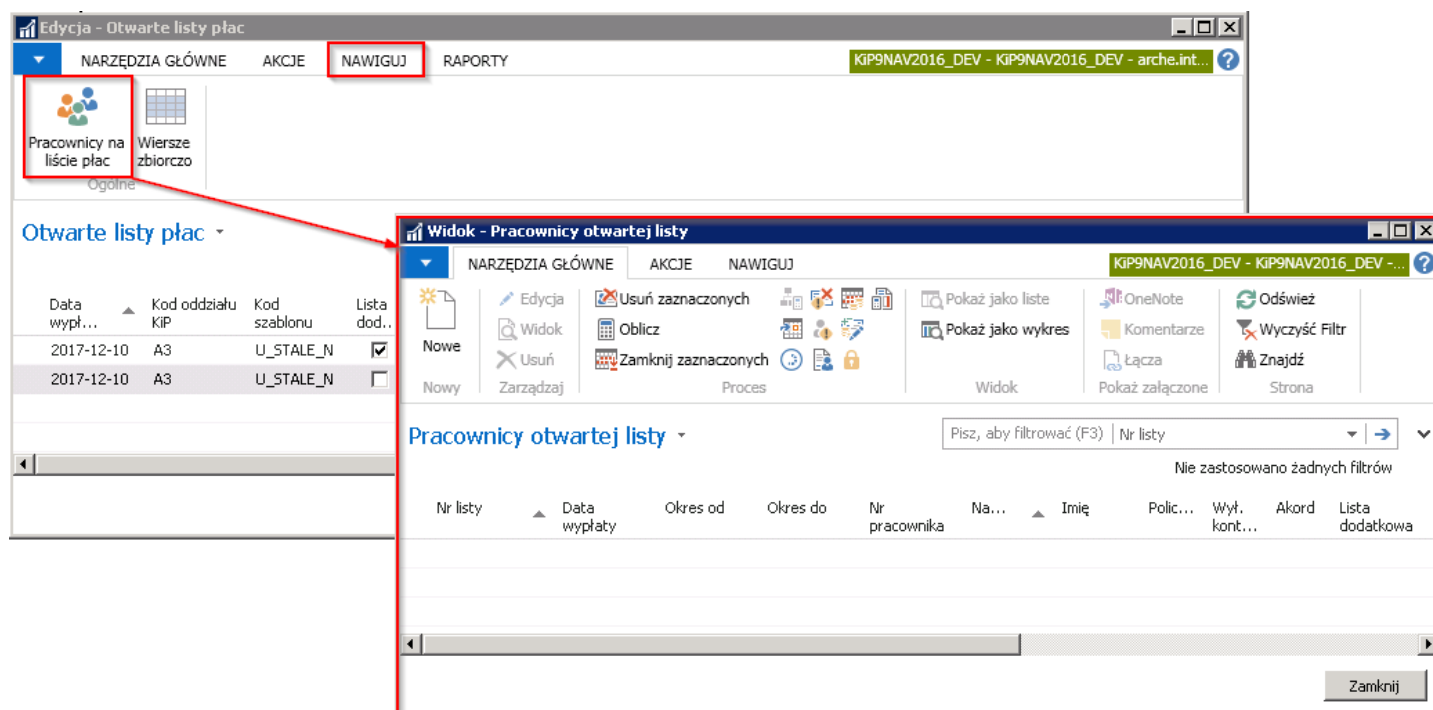 Edycja - Otwarte listy płac
NARZĘDZIA GŁÓWNE AKCJE NAWIGUJ RAPORTY KiP9NAV2016_DEV - KiP9NAV2016_DEV - arche.int...
Pracownicy na liście płac
Wiersze zbiorczo
Ogólne
Otwarte listy płac
Data wypł... Kod oddziału KiP Kod szablonu Lista dod..
2017-12-10 A3 U_STALE_N
2017-12-10 A3 U_STALE_N
Widok - Pracownicy otwartej listy
NARZĘDZIA GŁÓWNE AKCJE NAWIGUJ KiP9NAV2016_DEV - KiP9NAV2016_DEV -...
Nowe
Nowy
Edycja
Widok
Usuń
Zarządzaj
Usuń zaznaczonych
Oblicz
Zamknij zaznaczonych
Proces
Pokaż jako liste
Pokaż jako wykres
Widok
OneNote
Komentarze
Łącza
Pokaż załączone
Odśwież
Wyczyść Filtr
Znajdź
Strona
Pracownicy otwartej listy
Pisz, aby filtrować (F3) Nr listy
Nie zastosowano żadnych filtrów
Nr listy Data wypłaty Okres od Okres do Nr pracownika Na... Imię Polic... Wył. kont... Akord Lista dodatkowa
Zamknij